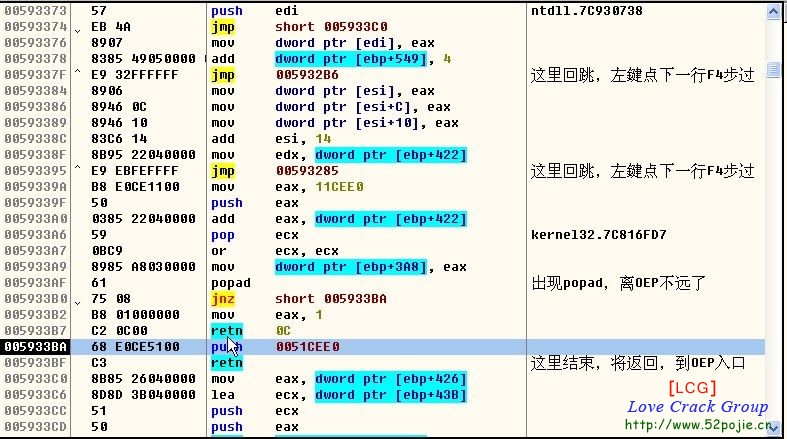 00593373 57 push edi ntdll.7C930738
00593374 EB 4A jmp short 005933C0
00593376 8907 mov dword ptr [edi], eax
00593378 8385 49050000 add dword ptr [ebp+549], 4
0059337F E9 32FFFFFF jmp 005932B6 这里回跳，左鍵点下一行F4步过
00593384 8906 mov dword ptr [esi], eax
00593386 8946 0C mov dword ptr [esi+C], eax
00593389 8946 10 mov dword ptr [esi+10], eax
0059338C 83C6 14 add esi, 14
0059338F 8B95 22040000 mov edx, dword ptr [ebp+422]
00593395 E9 EBFEFFFF jmp 00593285 这里回跳，左鍵点下一行F4步过
0059339A B8 E0CE1100 mov eax, 11CEE0
0059339F 50 push eax
005933A0 0385 22040000 add eax, dword ptr [ebp+422]
005933A6 59 pop ecx kernel32.7C816FD7
005933A7 0BC9 or ecx, ecx
005933A9 8985 A8030000 mov dword ptr [ebp+3A8], eax
005933AF 61 popad 出现popad，离OEP不远了
005933B0 75 08 jnz short 005933BA
005933B2 B8 01000000 mov eax, 1
005933B7 C2 0C00 retn 0C
005933BA 68 E0CE5100 push 0051CEE0
005933BF C3 retn 这里结束，将返回，到OEP入口
005933C0 8B85 26040000 mov eax, dword ptr [ebp+426]
005933C6 8D8D 3B040000 lea ecx, dword ptr [ebp+43B]
005933CC 51 push ecx
005933CD 50 push eax
[LCG]
Love Crack Group
http://www.52pojie.cn